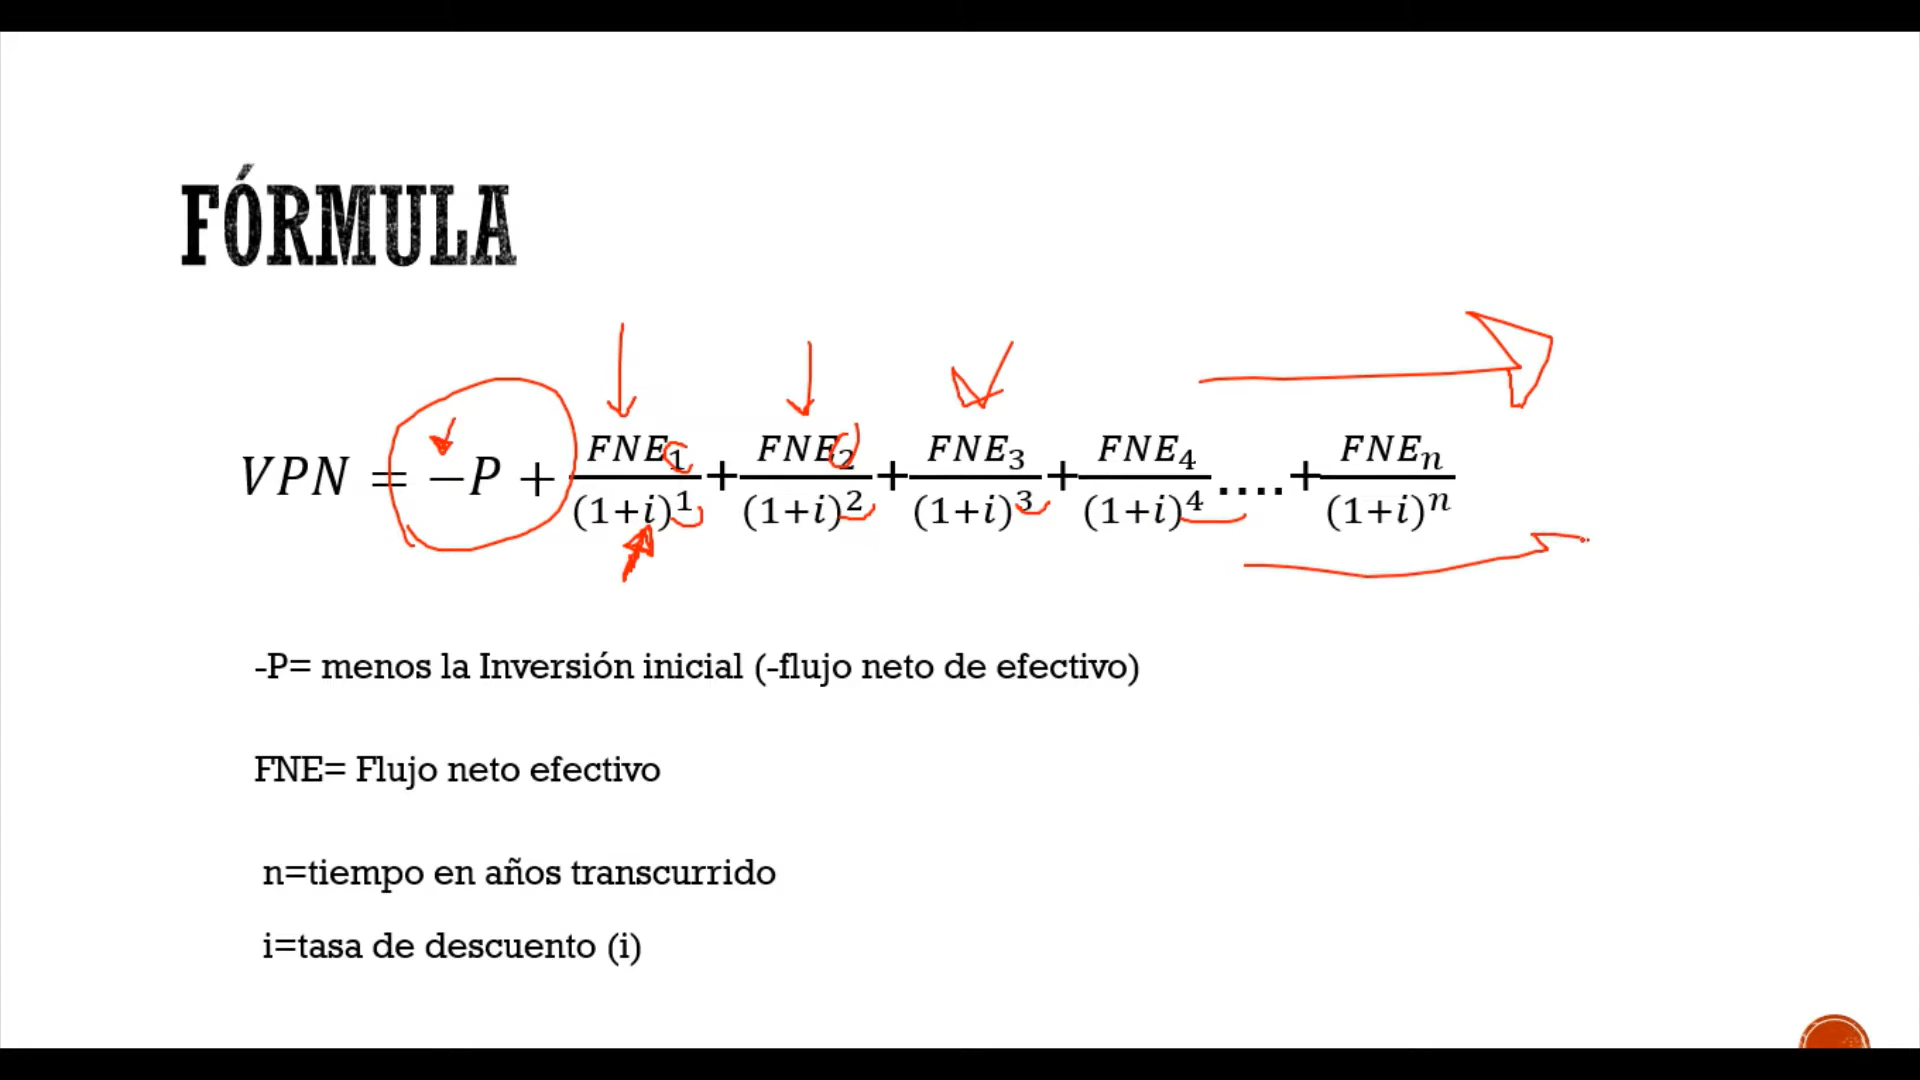 FÓRMULA
VPN = −P + FNE₁/(1+i)¹ + FNE₂/(1+i)² + FNE₃/(1+i)³ + FNE₄/(1+i)⁴ .... + FNEₙ/(1+i)ⁿ
-P= menos la Inversión inicial (-flujo neto de efectivo)
FNE= Flujo neto efectivo
n=tiempo en años transcurrido
i=tasa de descuento (i)